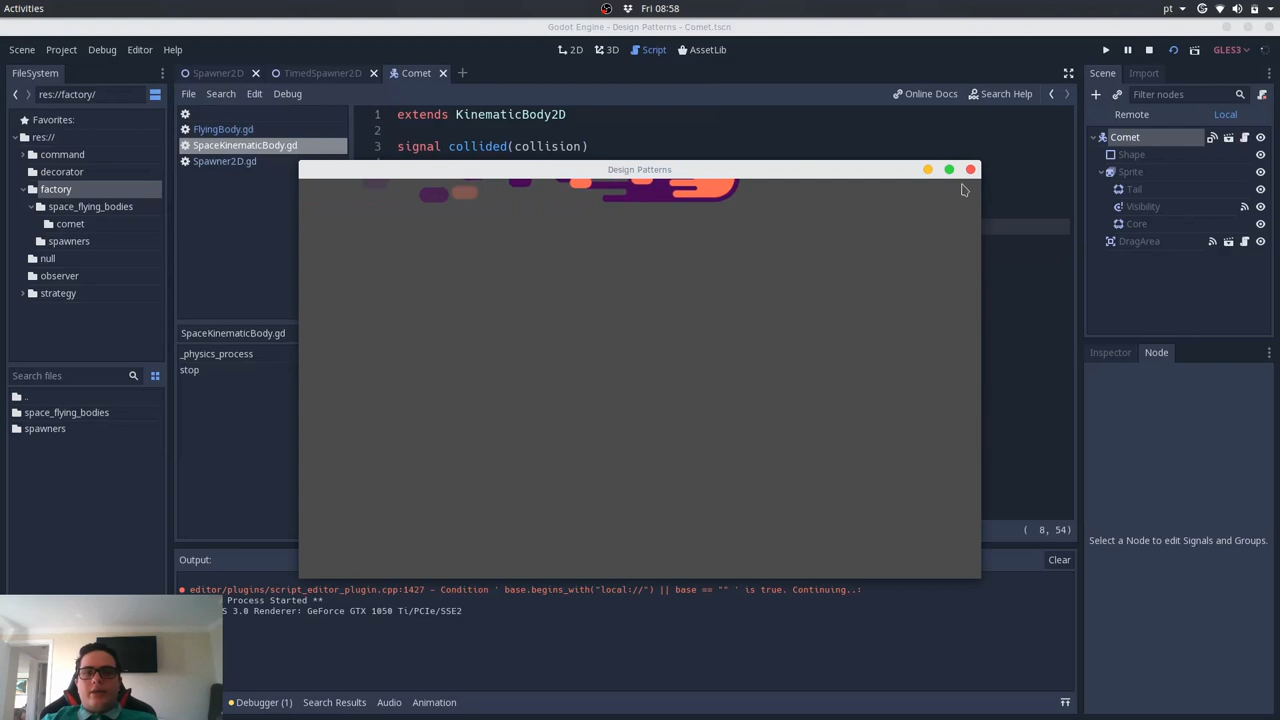 Activities
Fri 08:58
pt
Godot Engine - Design Patterns - Comet.tscn
Scene Project Debug Editor Help
2D 3D Script AssetLib
GLES3
FileSystem
res://factory/
Favorites:
res://
command
decorator
factory
space_flying_bodies
comet
spawners
null
observer
strategy
Search files
..
space_flying_bodies
spawners
Spawner2D
TimedSpawner2D
Comet
File Search Edit Debug
Online Docs
Search Help
FlyingBody.gd
SpaceKinematicBody.gd
Spawner2D.gd
SpaceKinematicBody.gd
_physics_process
stop
1 extends KinematicBody2D
2
3 signal collided(collision)
Design Patterns
( 8, 54)
Output:
Clear
editor/plugins/script_editor_plugin.cpp:1427 - Condition ' base.begins_with("local://") || base == "" ' is true. Continuing..:
Process Started **
S 3.0 Renderer: GeForce GTX 1050 Ti/PCIe/SSE2
Debugger (1) Search Results Audio Animation
Scene Import
Filter nodes
Remote Local
Comet
Shape
Sprite
Tail
Visibility
Core
DragArea
Inspector Node
Select a Node to edit Signals and Groups.